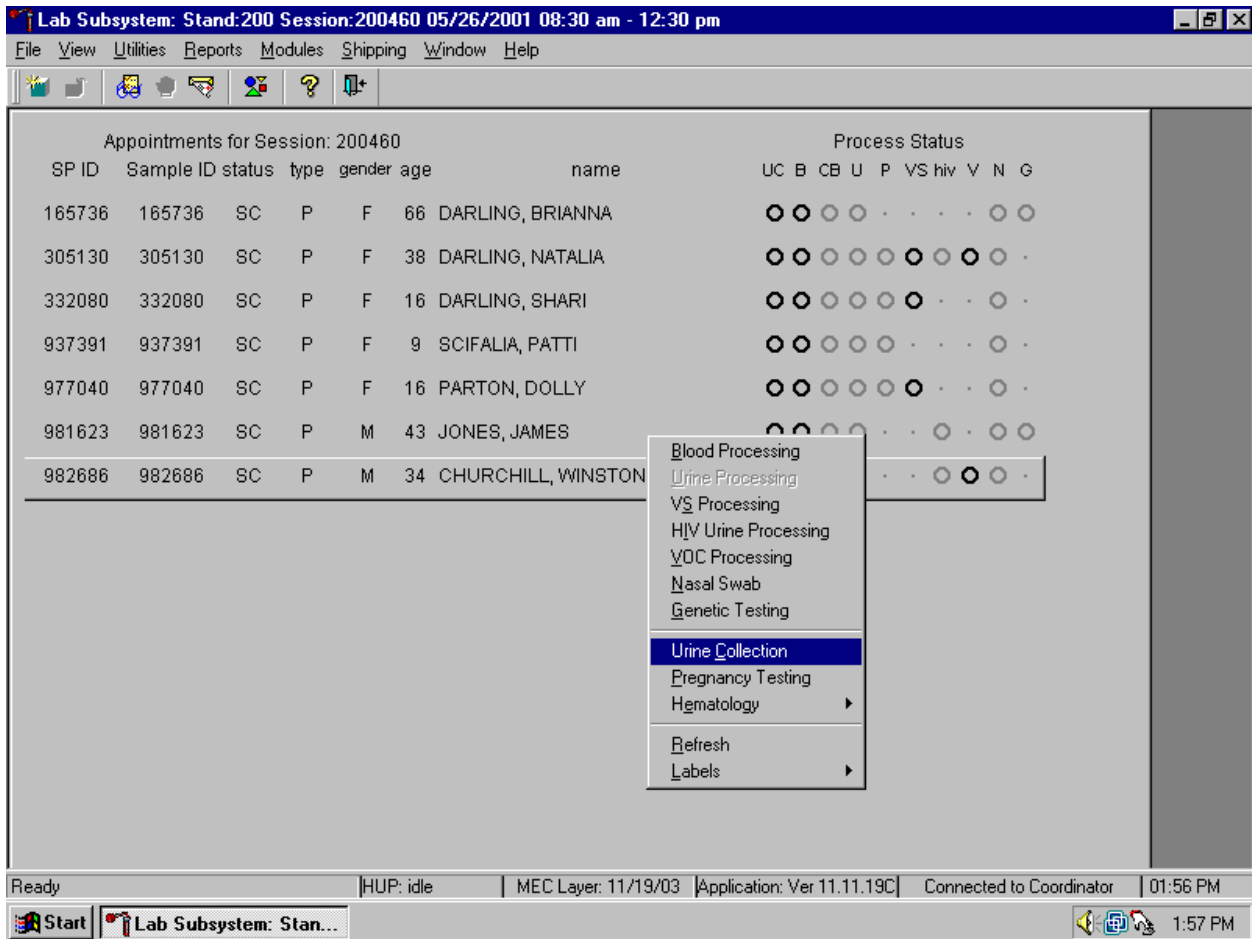 Lab Subsystem: Stand:200 Session:200460 05/26/2001 08:30 am - 12:30 pm
File View Utilities Reports Modules Shipping Window Help
Appointments for Session: 200460 Process Status
SP ID Sample ID status type gender age name UC B CB U P VS hiv V N G
165736 165736 SC P F 66 DARLING, BRIANNA
305130 305130 SC P F 38 DARLING, NATALIA
332080 332080 SC P F 16 DARLING, SHARI
937391 937391 SC P F 9 SCIFALIA, PATTI
977040 977040 SC P F 16 PARTON, DOLLY
981623 981623 SC P M 43 JONES, JAMES
982686 982686 SC P M 34 CHURCHILL, WINSTON
Blood Processing
Urine Processing
VS Processing
HIV Urine Processing
VOC Processing
Nasal Swab
Genetic Testing
Urine Collection
Pregnancy Testing
Hematology
Refresh
Labels
Ready HUP: idle MEC Layer: 11/19/03 Application: Ver 11.11.19C Connected to Coordinator 01:56 PM
Start Lab Subsystem: Stan... 1:57 PM